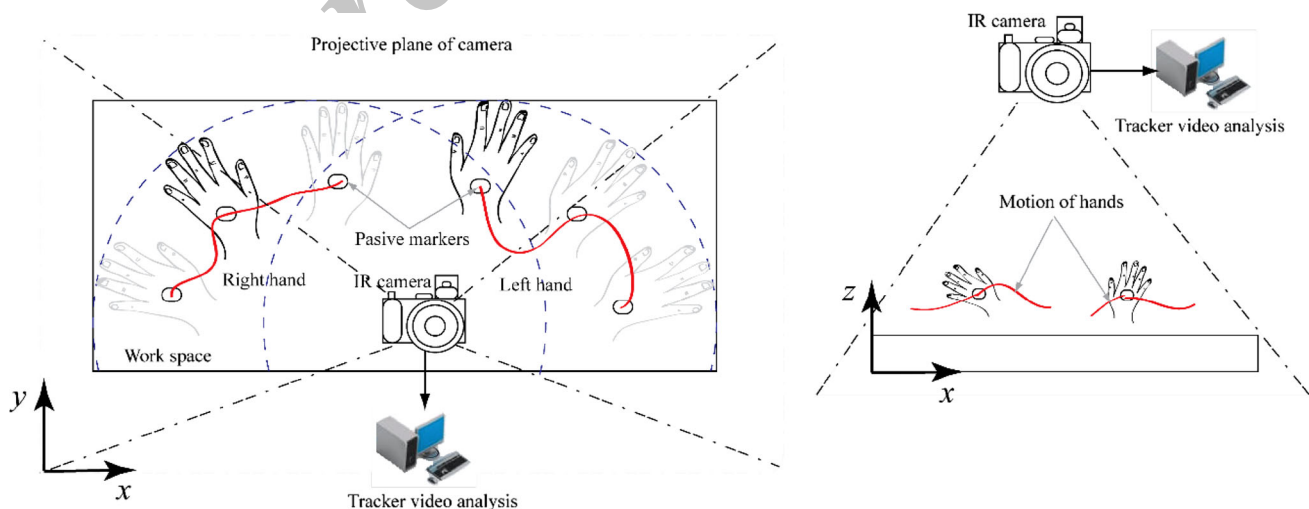 Projective plane of camera
Pasive markers
Right hand
IR camera
Left hand
Work space
y
x
Tracker video analysis
IR camera
Tracker video analysis
Motion of hands
z
x